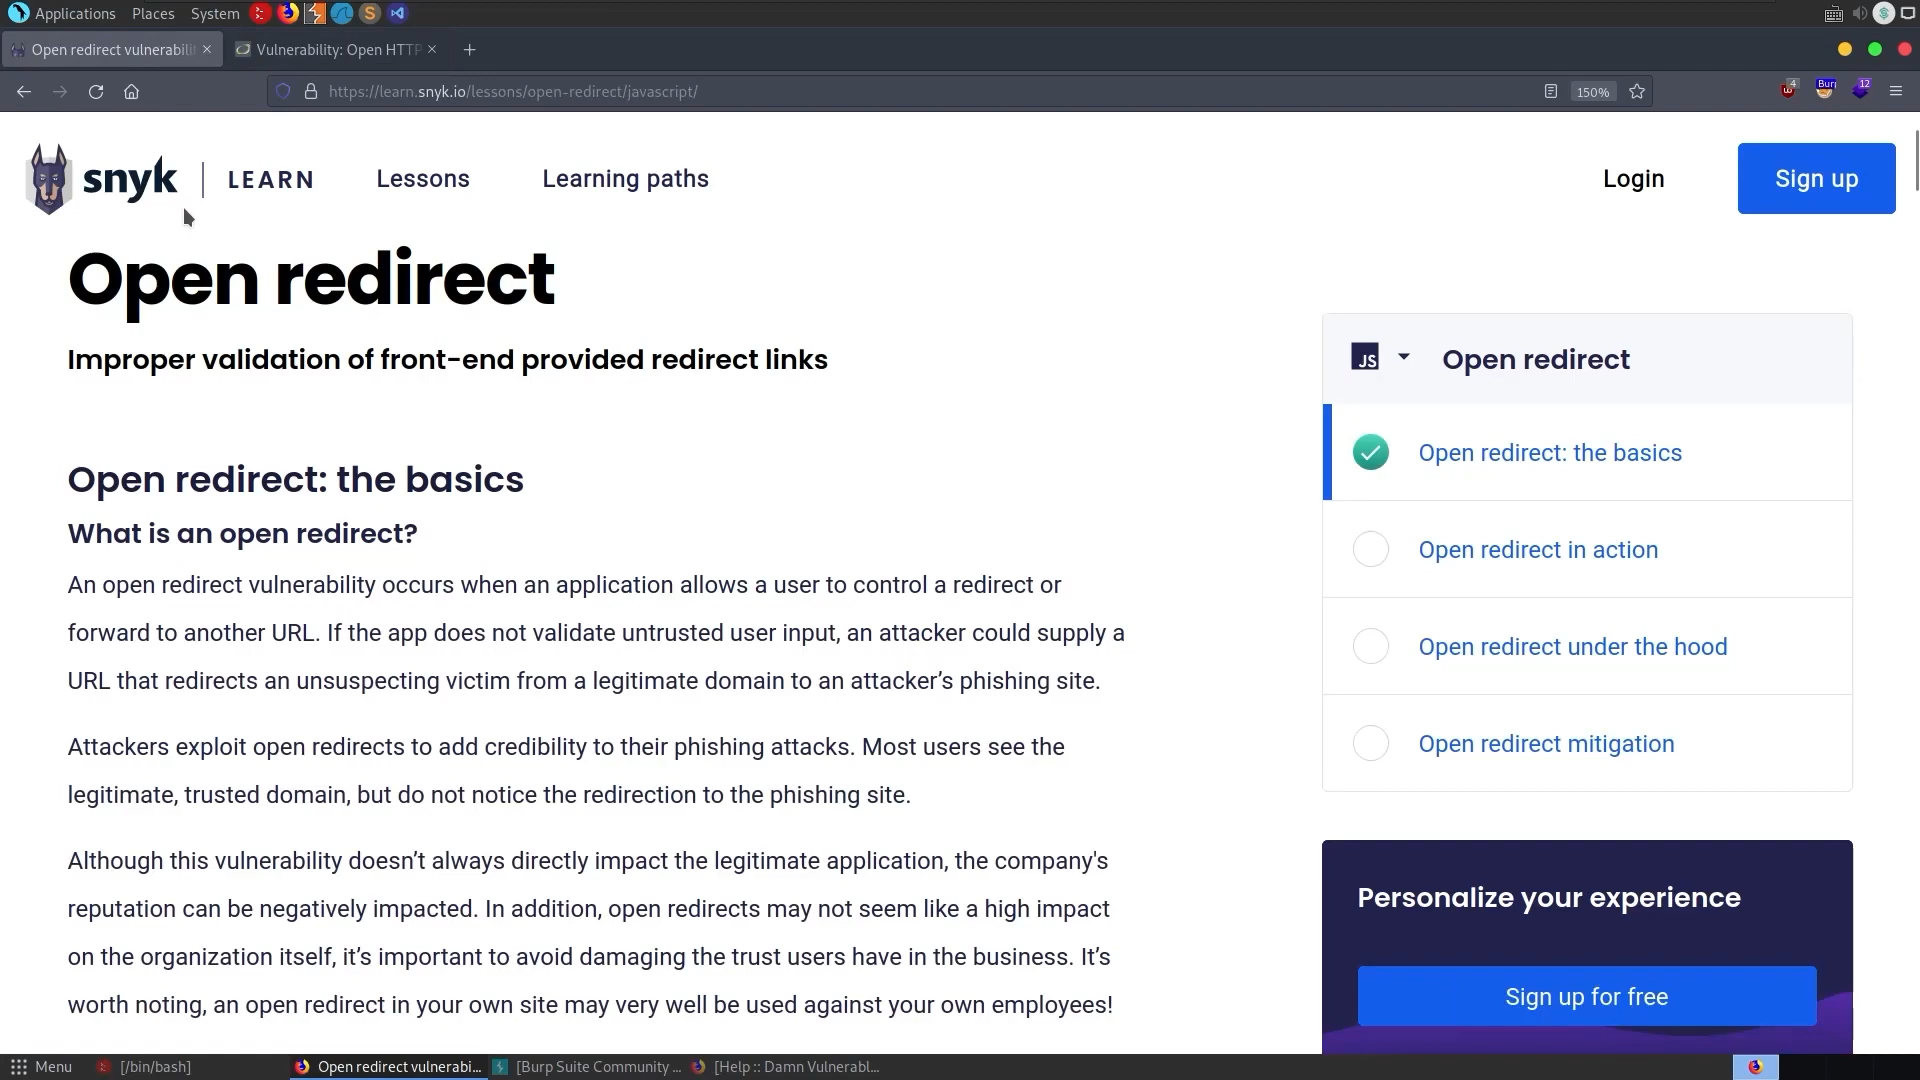 Applications Places System
Open redirect vulnerabili
Vulnerability: Open HTTP
https://learn.snyk.io/lessons/open-redirect/javascript/
150%
4
Burp
12
snyk LEARN Lessons Learning paths Login Sign up
Open redirect
Improper validation of front-end provided redirect links
Open redirect: the basics
What is an open redirect?
An open redirect vulnerability occurs when an application allows a user to control a redirect or
forward to another URL. If the app does not validate untrusted user input, an attacker could supply a
URL that redirects an unsuspecting victim from a legitimate domain to an attacker’s phishing site.
Attackers exploit open redirects to add credibility to their phishing attacks. Most users see the
legitimate, trusted domain, but do not notice the redirection to the phishing site.
Although this vulnerability doesn’t always directly impact the legitimate application, the company's
reputation can be negatively impacted. In addition, open redirects may not seem like a high impact
on the organization itself, it’s important to avoid damaging the trust users have in the business. It’s
worth noting, an open redirect in your own site may very well be used against your own employees!
JS Open redirect
Open redirect: the basics
Open redirect in action
Open redirect under the hood
Open redirect mitigation
Personalize your experience
Sign up for free
Menu [/bin/bash] Open redirect vulnerabi... [Burp Suite Community ... [Help :: Damn Vulnerabl...